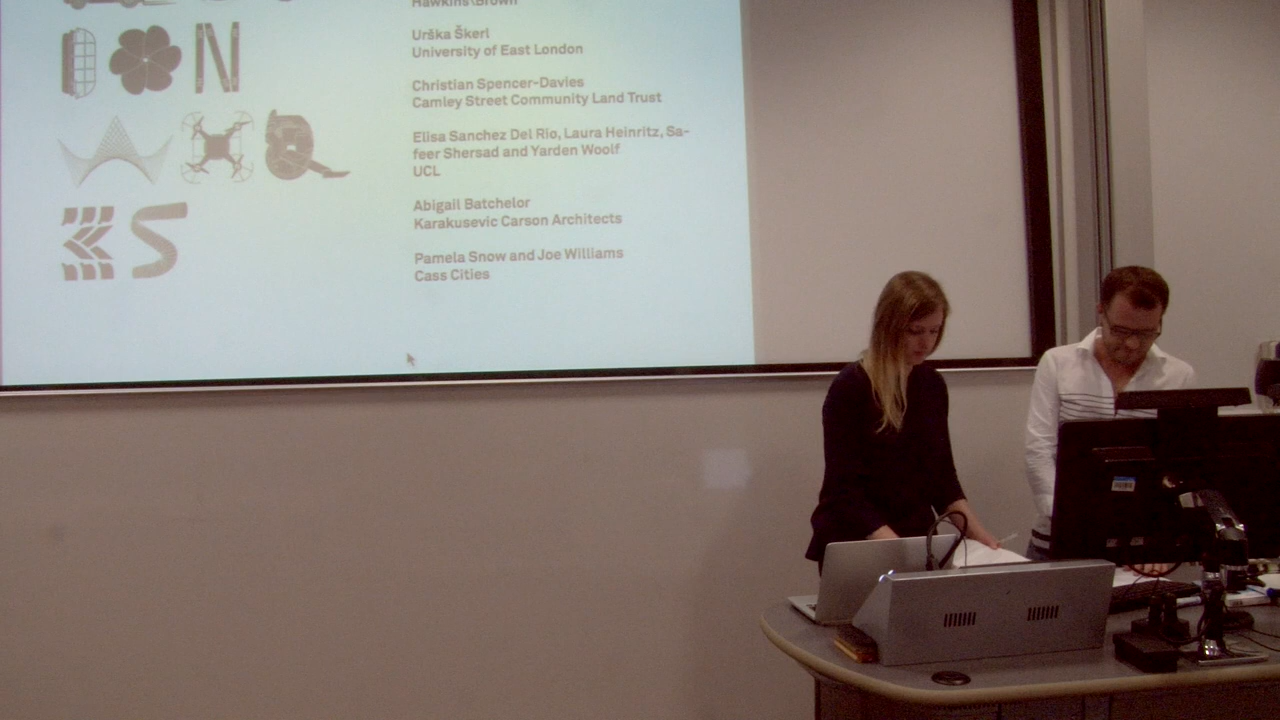 Hawkins\Brown
Urška Škerl
University of East London
Christian Spencer-Davies
Camley Street Community Land Trust
Elisa Sanchez Del Rio, Laura Heinritz, Sa-
feer Shersad and Yarden Woolf
UCL
Abigail Batchelor
Karakusevic Carson Architects
Pamela Snow and Joe Williams
Cass Cities